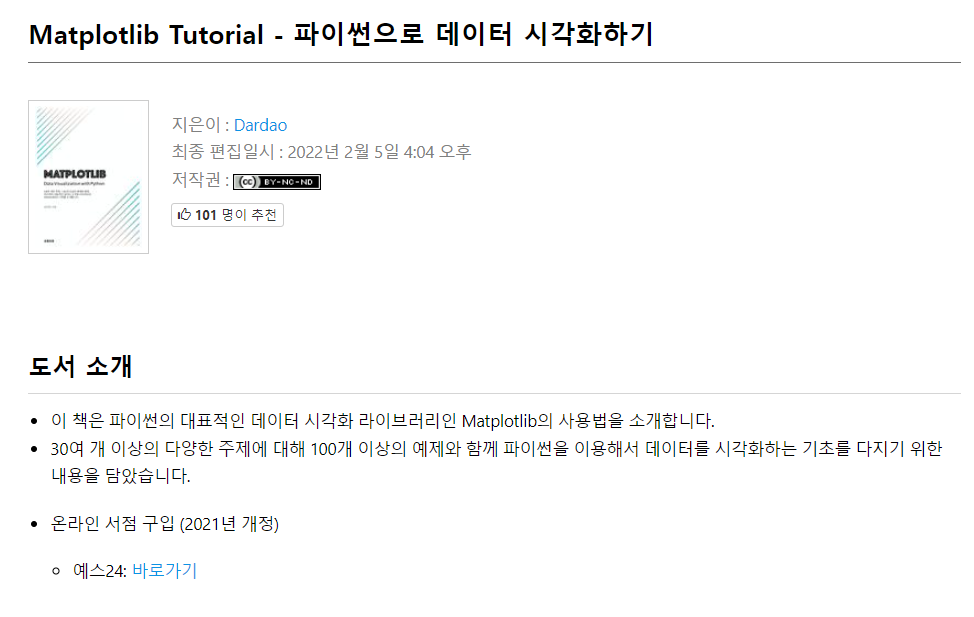 Matplotlib Tutorial - 파이썬으로 데이터 시각화하기
MATPLOTLIB
Data Visualization with Python
지은이 : Dardao
최종 편집일시 : 2022년 2월 5일 4:04 오후
저작권 : cc BY-NC-ND
101 명이 추천
도서 소개
이 책은 파이썬의 대표적인 데이터 시각화 라이브러리인 Matplotlib의 사용법을 소개합니다.
30여 개 이상의 다양한 주제에 대해 100개 이상의 예제와 함께 파이썬을 이용해서 데이터를 시각화하는 기초를 다지기 위한
내용을 담았습니다.
온라인 서점 구입 (2021년 개정)
예스24: 바로가기